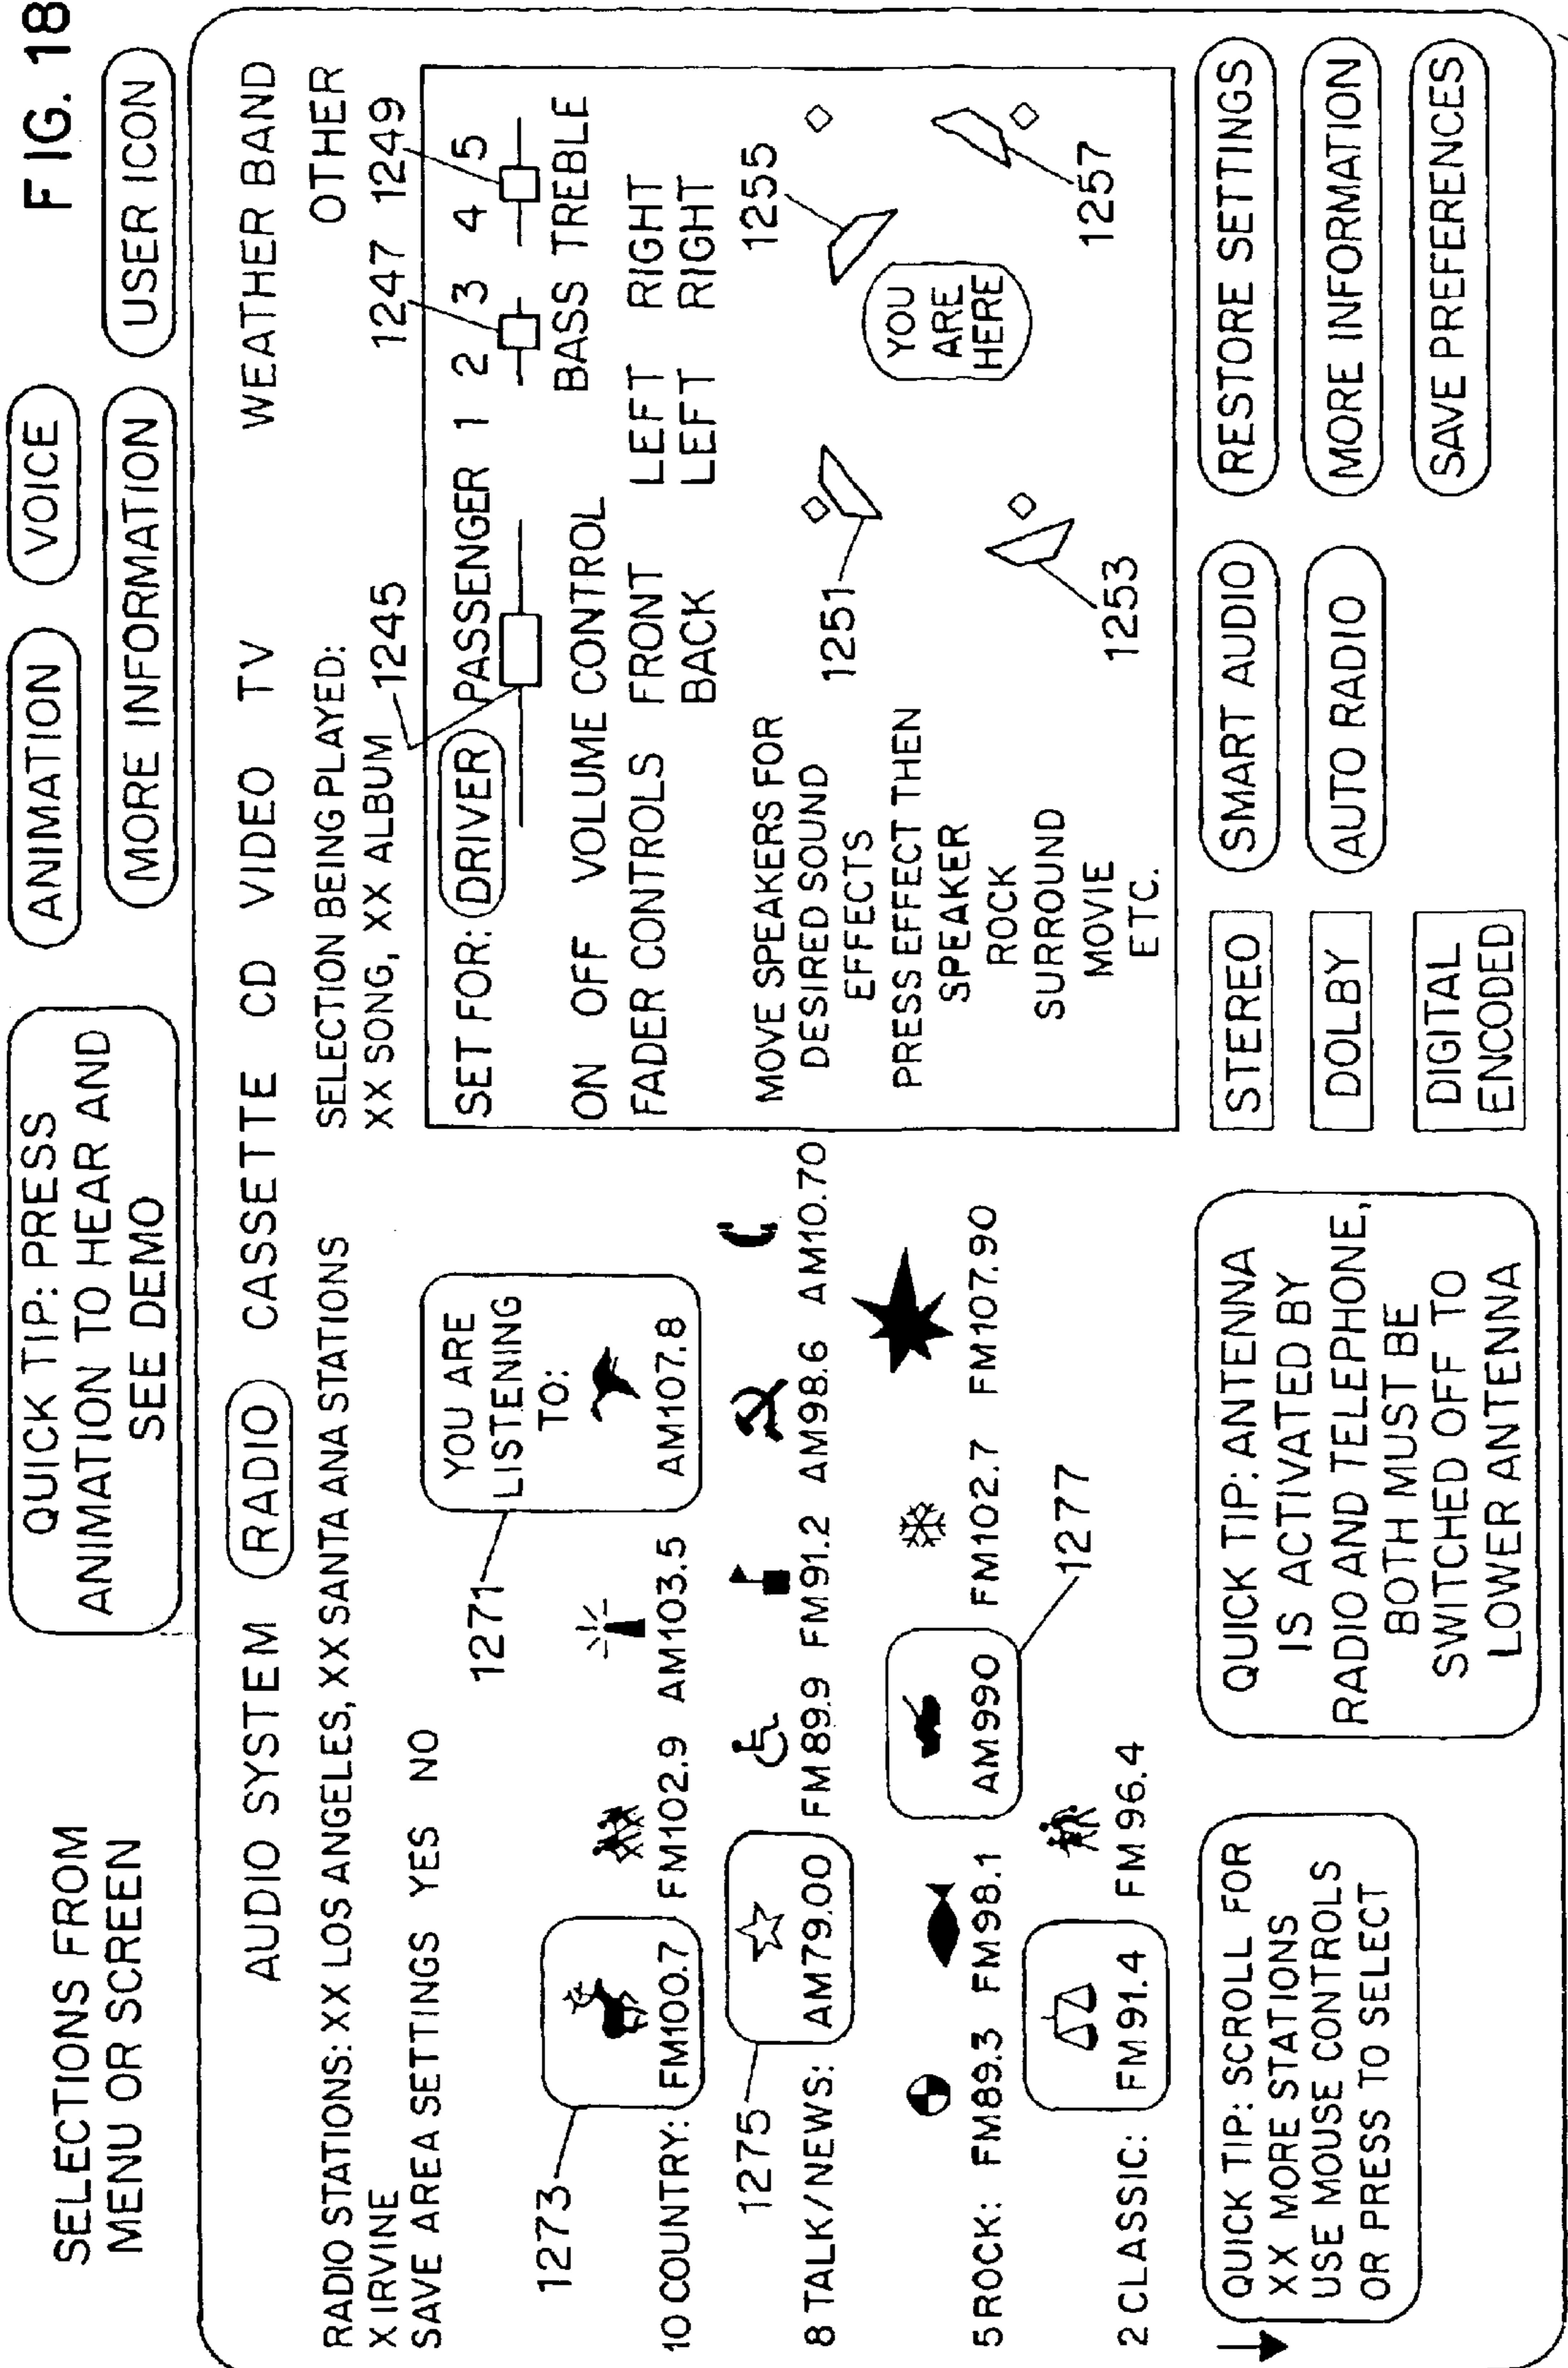 FIG. 18
SELECTIONS FROM
MENU OR SCREEN
QUICK TIP: PRESS
ANIMATION TO HEAR AND
SEE DEMO
ANIMATION
VOICE
MORE INFORMATION
USER ICON
AUDIO SYSTEM RADIO CASSETTE CD VIDEO TV WEATHER BAND
OTHER
RADIO STATIONS: XX LOS ANGELES, XX SANTA ANA STATIONS
X IRVINE
SAVE AREA SETTINGS YES NO
SELECTION BEING PLAYED:
XX SONG, XX ALBUM
1245
1247
1249
1271
YOU ARE
LISTENING
TO:
AM107.8
1273
10 COUNTRY: FM100.7 FM102.9 AM103.5
1275
8 TALK/NEWS: AM79.00 FM89.9 FM91.2 AM98.6 AM10.70
5 ROCK: FM89.3 FM98.1 AM990 FM102.7 FM107.90
1277
2 CLASSIC: FM91.4 FM96.4
SET FOR: DRIVER PASSENGER 1 2 3 4 5
ON OFF VOLUME CONTROL BASS TREBLE
FADER CONTROLS FRONT LEFT RIGHT
BACK LEFT RIGHT
MOVE SPEAKERS FOR
DESIRED SOUND
EFFECTS
PRESS EFFECT THEN
SPEAKER
ROCK
SURROUND
MOVIE
ETC.
1251
1255
YOU
ARE
HERE
1253
1257
QUICK TIP: SCROLL FOR
XX MORE STATIONS
USE MOUSE CONTROLS
OR PRESS TO SELECT
QUICK TIP: ANTENNA
IS ACTIVATED BY
RADIO AND TELEPHONE,
BOTH MUST BE
SWITCHED OFF TO
LOWER ANTENNA
STEREO
DOLBY
DIGITAL
ENCODED
SMART AUDIO
AUTO RADIO
RESTORE SETTINGS
MORE INFORMATION
SAVE PREFERENCES